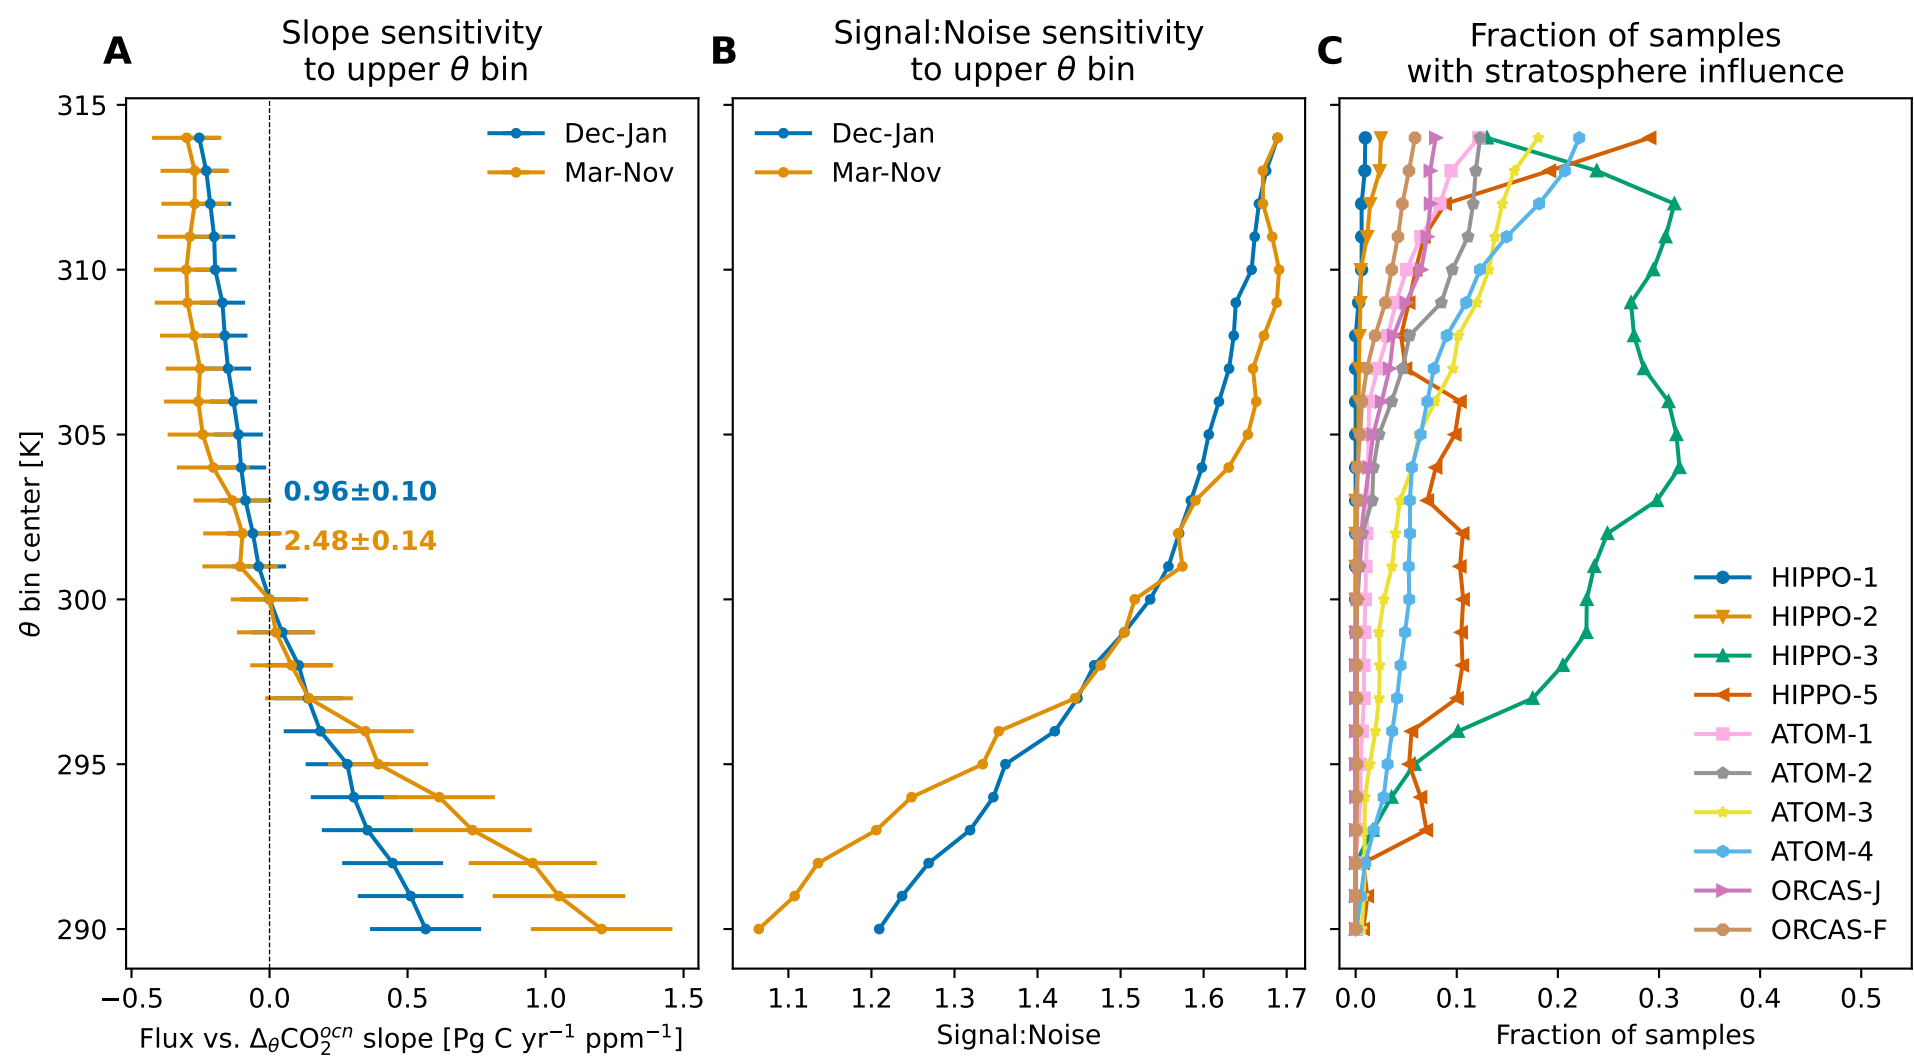 A
Slope sensitivity
to upper θ bin
Dec-Jan
Mar-Nov
0.96±0.10
2.48±0.14
315
310
305
300
295
290
θ bin center [K]
−0.5
0.0
0.5
1.0
1.5
Flux vs. Δ_θCO₂^ocn slope [Pg C yr⁻¹ ppm⁻¹]
B
Signal:Noise sensitivity
to upper θ bin
Dec-Jan
Mar-Nov
1.1
1.2
1.3
1.4
1.5
1.6
1.7
Signal:Noise
C
Fraction of samples
with stratosphere influence
HIPPO-1
HIPPO-2
HIPPO-3
HIPPO-5
ATOM-1
ATOM-2
ATOM-3
ATOM-4
ORCAS-J
ORCAS-F
0.0
0.1
0.2
0.3
0.4
0.5
Fraction of samples